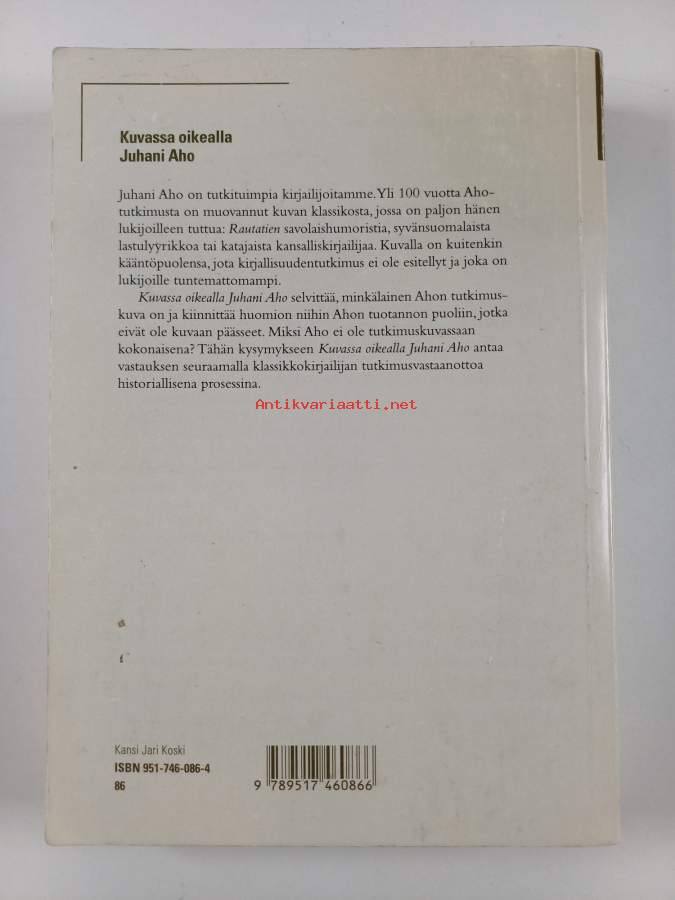 Kuvassa oikealla
Juhani Aho
Juhani Aho on tutkituimpia kirjailijoitamme. Yli 100 vuotta Aho-
tutkimusta on muovannut kuvan klassikosta, jossa on paljon hänen
lukijoilleen tuttua: Rautatien savolaishumoristia, syvänsuomalaista
lastulyyrikkoa tai katajaista kansalliskirjailijaa. Kuvalla on kuitenkin
kääntöpuolensa, jota kirjallisuudentutkimus ei ole esitellyt ja joka on
lukijoille tuntemattomampi.
Kuvassa oikealla Juhani Aho selvittää, minkälainen Ahon tutkimus-
kuva on ja kiinnittää huomion niihin Ahon tuotannon puoliin, jotka
eivät ole kuvaan päässeet. Miksi Aho ei ole tutkimuskuvassaan
kokonaisena? Tähän kysymykseen Kuvassa oikealla Juhani Aho antaa
vastauksen seuraamalla klassikkokirjailijan tutkimusvastaanottoa
historiallisena prosessina.
Antikvariaatti.net
Kansi Jari Koski
ISBN 951-746-086-4
86
9 789517 460866